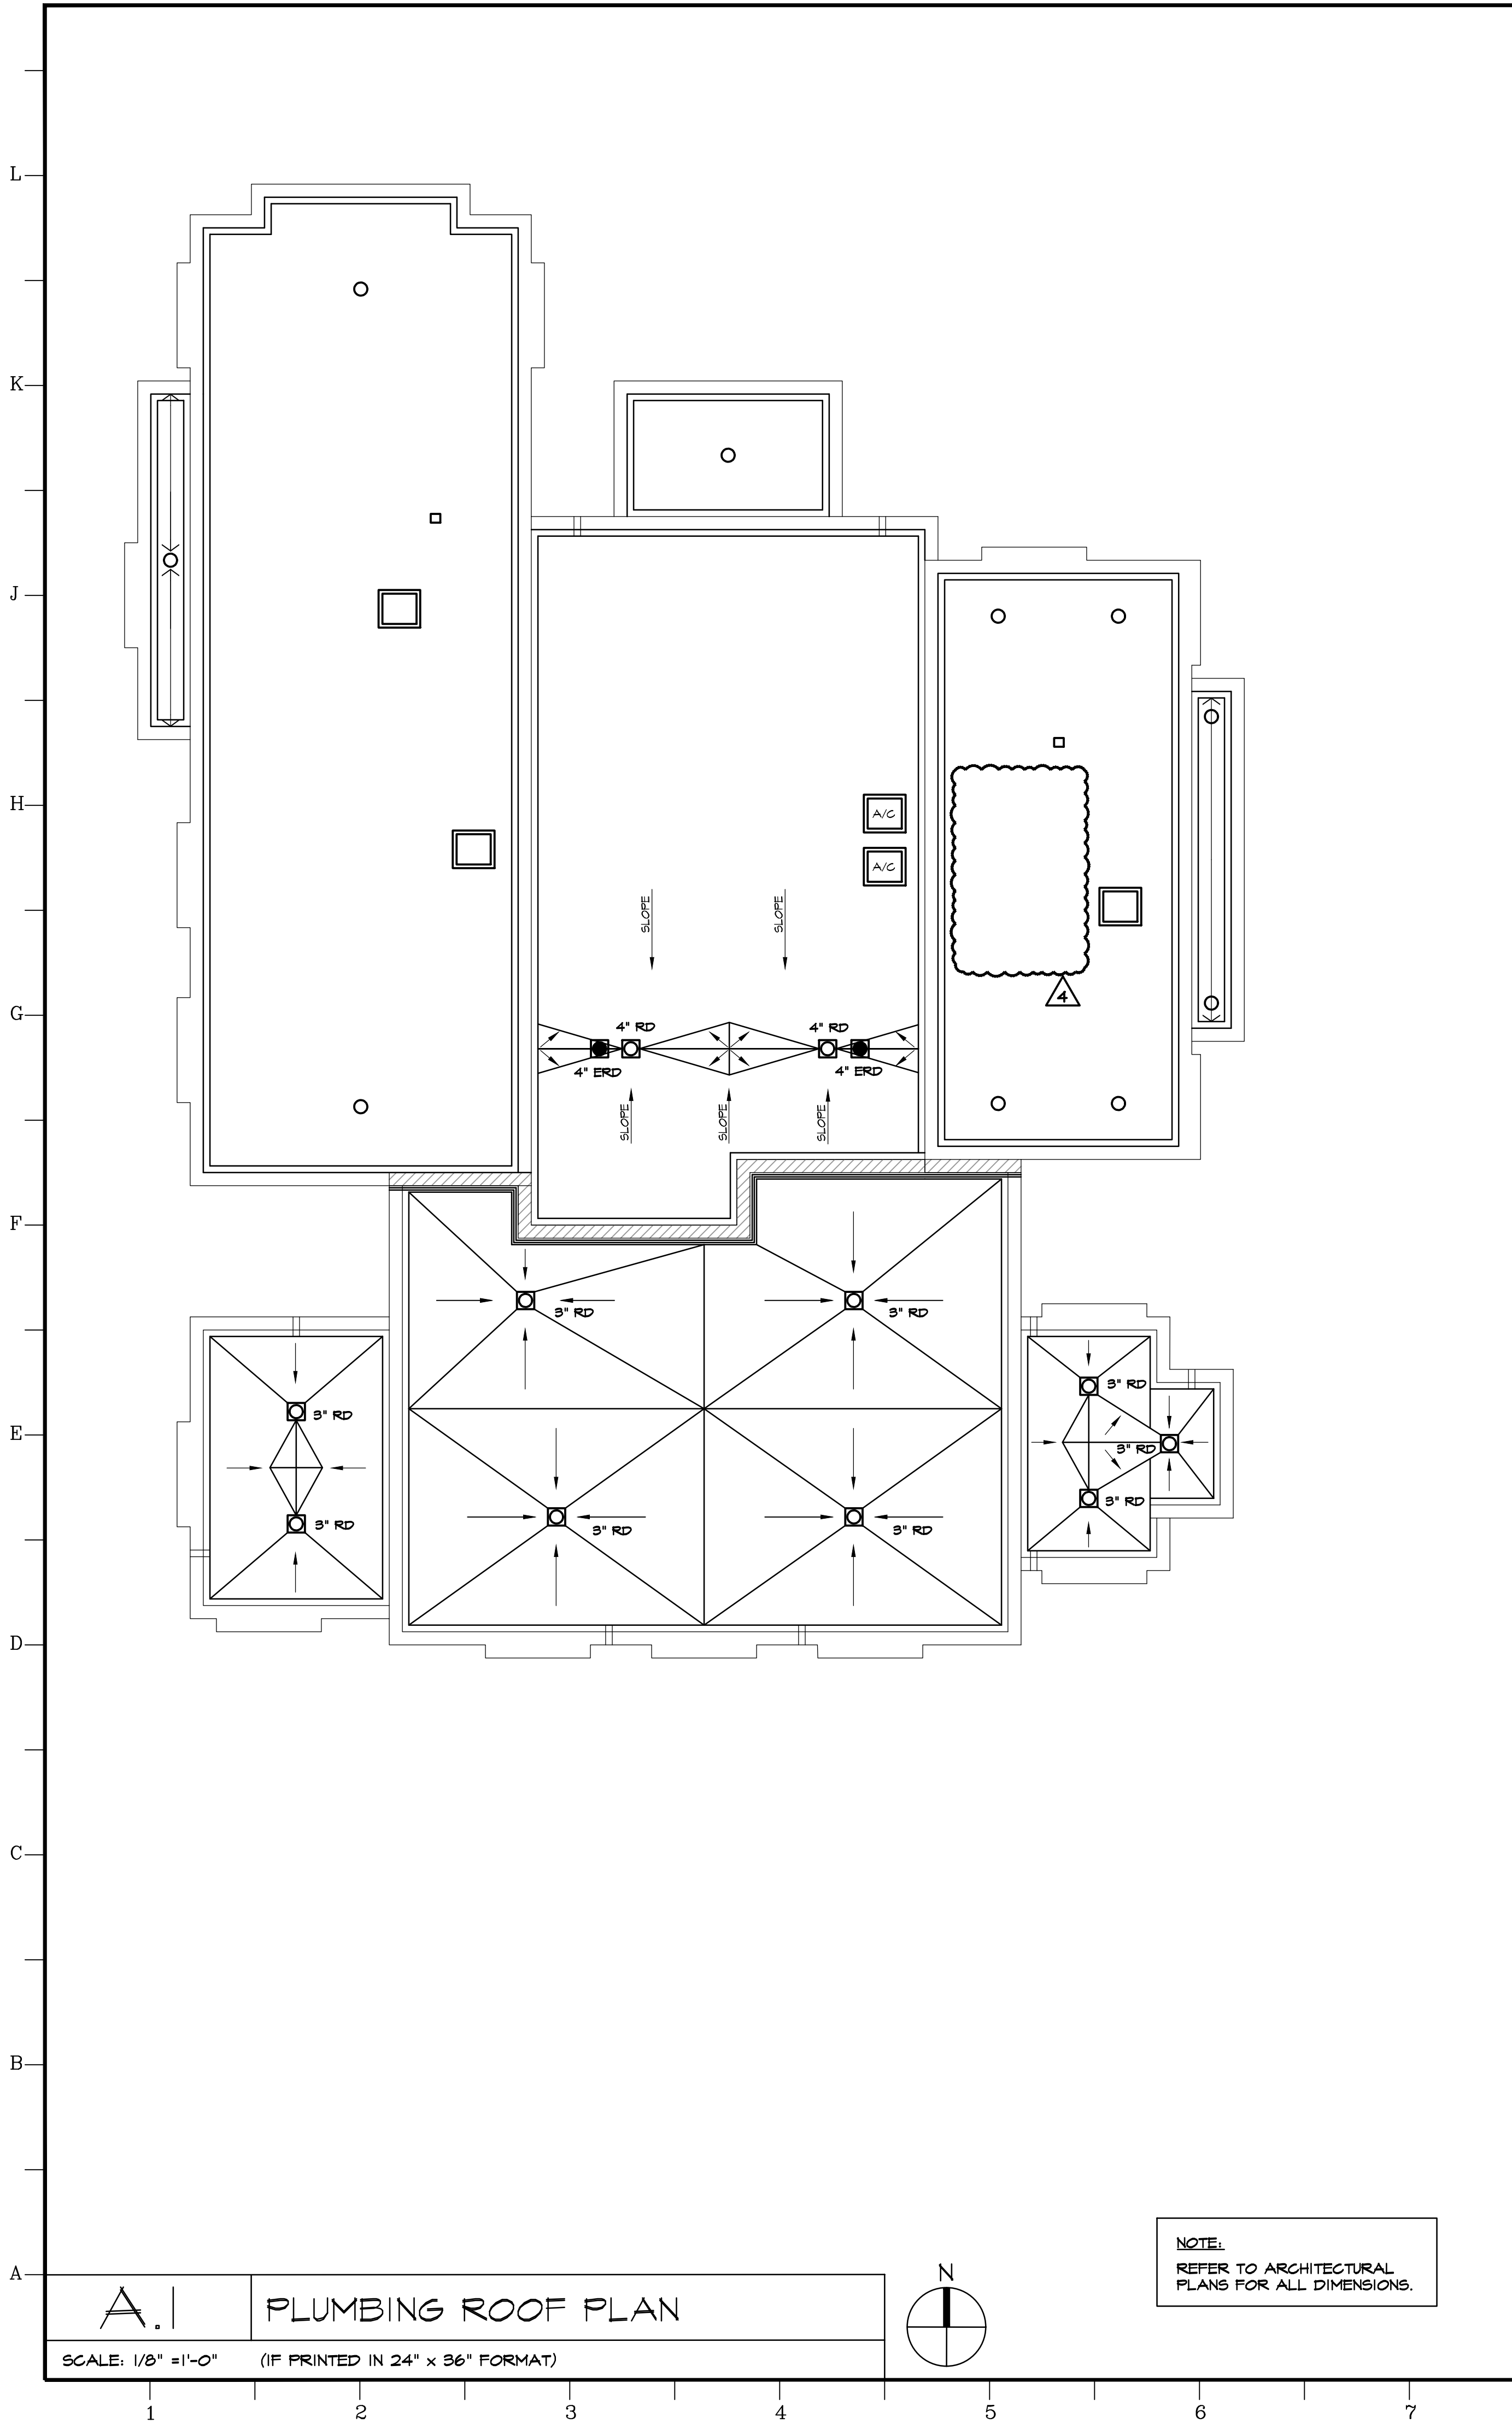 L
K
J
H
A/C
A/C
SLOPE
SLOPE
4
G
4" RD
4" RD
4" ERD
4" ERD
SLOPE
SLOPE
SLOPE
F
3" RD
3" RD
3" RD
3" RD
E
3" RD
3" RD
3" RD
3" RD
3" RD
D
C
B
A
NOTE:
REFER TO ARCHITECTURAL
PLANS FOR ALL DIMENSIONS.
N
A.1
PLUMBING ROOF PLAN
SCALE: 1/8" =1'-0" (IF PRINTED IN 24" x 36" FORMAT)
1 2 3 4 5 6 7